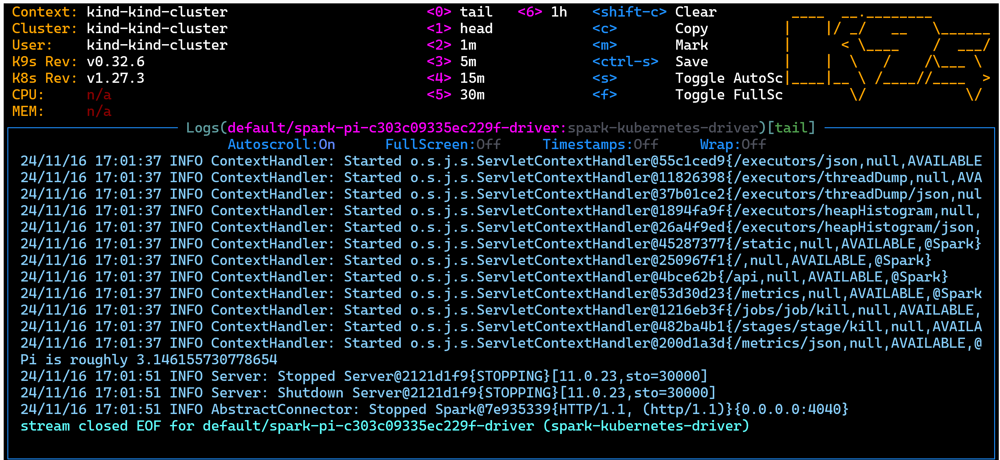 Context: kind-kind-cluster <0> tail <6> 1h <shift-c> Clear
Cluster: kind-kind-cluster <1> head <c> Copy
User: kind-kind-cluster <2> 1m <m> Mark
K9s Rev: v0.32.6 <3> 5m <ctrl-s> Save
K8s Rev: v1.27.3 <4> 15m <s> Toggle AutoSc
CPU: n/a <5> 30m <f> Toggle FullSc
MEM: n/a
Logs(default/spark-pi-c303c09335ec229f-driver:spark-kubernetes-driver)[tail]
Autoscroll:On FullScreen:Off Timestamps:Off Wrap:Off
24/11/16 17:01:37 INFO ContextHandler: Started o.s.j.s.ServletContextHandler@55c1ced9{/executors/json,null,AVAILABLE
24/11/16 17:01:37 INFO ContextHandler: Started o.s.j.s.ServletContextHandler@11826398{/executors/threadDump,null,AVA
24/11/16 17:01:37 INFO ContextHandler: Started o.s.j.s.ServletContextHandler@37b01ce2{/executors/threadDump/json,nul
24/11/16 17:01:37 INFO ContextHandler: Started o.s.j.s.ServletContextHandler@1894fa9f{/executors/heapHistogram,null,
24/11/16 17:01:37 INFO ContextHandler: Started o.s.j.s.ServletContextHandler@26a4f9ed{/executors/heapHistogram/json,
24/11/16 17:01:37 INFO ContextHandler: Started o.s.j.s.ServletContextHandler@45287377{/static,null,AVAILABLE,@Spark}
24/11/16 17:01:37 INFO ContextHandler: Started o.s.j.s.ServletContextHandler@250967f1{/,null,AVAILABLE,@Spark}
24/11/16 17:01:37 INFO ContextHandler: Started o.s.j.s.ServletContextHandler@4bce62b{/api,null,AVAILABLE,@Spark}
24/11/16 17:01:37 INFO ContextHandler: Started o.s.j.s.ServletContextHandler@53d30d23{/metrics,null,AVAILABLE,@Spark
24/11/16 17:01:37 INFO ContextHandler: Started o.s.j.s.ServletContextHandler@1216eb3f{/jobs/job/kill,null,AVAILABLE,
24/11/16 17:01:37 INFO ContextHandler: Started o.s.j.s.ServletContextHandler@482ba4b1{/stages/stage/kill,null,AVAILA
24/11/16 17:01:37 INFO ContextHandler: Started o.s.j.s.ServletContextHandler@200d1a3d{/metrics/json,null,AVAILABLE,@
Pi is roughly 3.146155730778654
24/11/16 17:01:51 INFO Server: Stopped Server@2121d1f9{STOPPING}[11.0.23,sto=30000]
24/11/16 17:01:51 INFO Server: Shutdown Server@2121d1f9{STOPPING}[11.0.23,sto=30000]
24/11/16 17:01:51 INFO AbstractConnector: Stopped Spark@7e935339{HTTP/1.1, (http/1.1)}{0.0.0.0:4040}
stream closed EOF for default/spark-pi-c303c09335ec229f-driver (spark-kubernetes-driver)